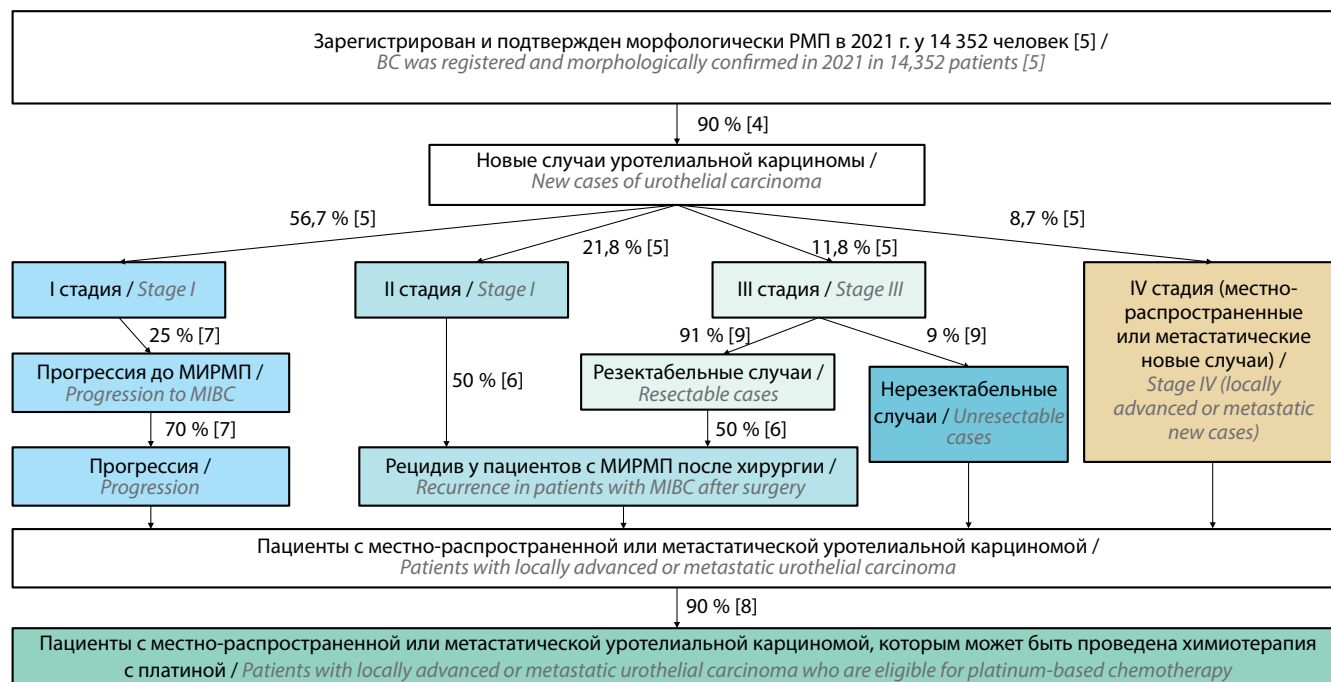 Зарегистрирован и подтвержден морфологически РМП в 2021 г. у 14 352 человек [5] /
BC was registered and morphologically confirmed in 2021 in 14,352 patients [5]
90 % [4]
Новые случаи уротелиальной карциномы /
New cases of urothelial carcinoma
56,7 % [5]
21,8 % [5]
11,8 % [5]
8,7 % [5]
I стадия / Stage I
II стадия / Stage I
III стадия / Stage III
IV стадия (местно-
распространенные
или метастатические
новые случаи) /
Stage IV (locally
advanced or metastatic
new cases)
25 % [7]
91 % [9]
9 % [9]
Прогрессия до МИРМП /
Progression to MIBC
50 % [6]
Резектабельные случаи /
Resectable cases
Нерезектабельные
случаи / Unresectable
cases
70 % [7]
50 % [6]
Прогрессия /
Progression
Рецидив у пациентов с МИРМП после хирургии /
Recurrence in patients with MIBC after surgery
Пациенты с местно-распространенной или метастатической уротелиальной карциномой /
Patients with locally advanced or metastatic urothelial carcinoma
90 % [8]
Пациенты с местно-распространенной или метастатической уротелиальной карциномой, которым может быть проведена химиотерапия
с платиной / Patients with locally advanced or metastatic urothelial carcinoma who are eligible for platinum-based chemotherapy